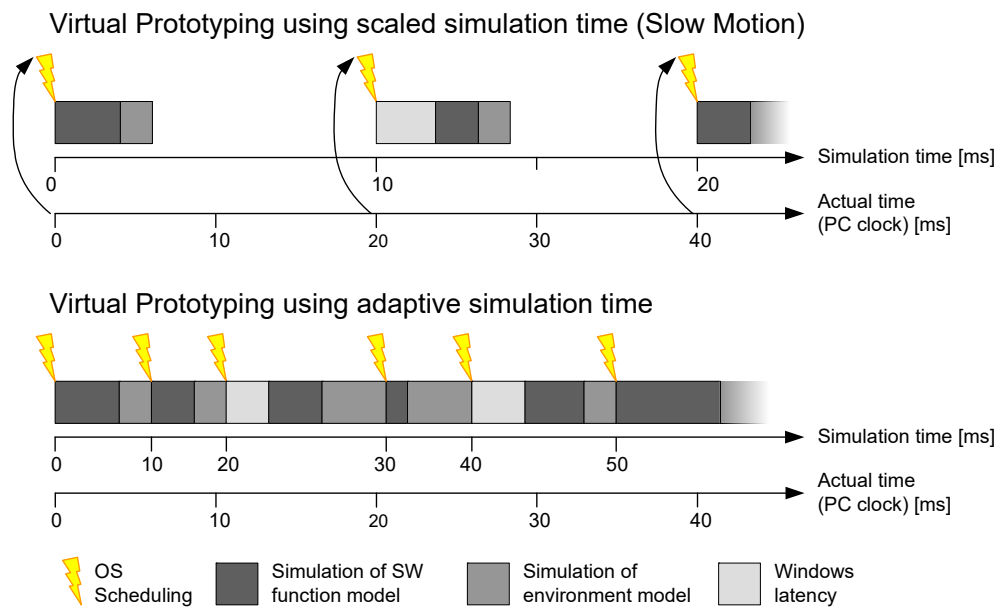 Virtual Prototyping using scaled simulation time (Slow Motion)
Simulation time [ms]
0
10
20
Actual time
(PC clock) [ms]
0
10
20
30
40
Virtual Prototyping using adaptive simulation time
Simulation time [ms]
0
10
20
30
40
50
Actual time
(PC clock) [ms]
0
10
20
30
40
OS
Scheduling
Simulation of SW
function model
Simulation of
environment model
Windows
latency